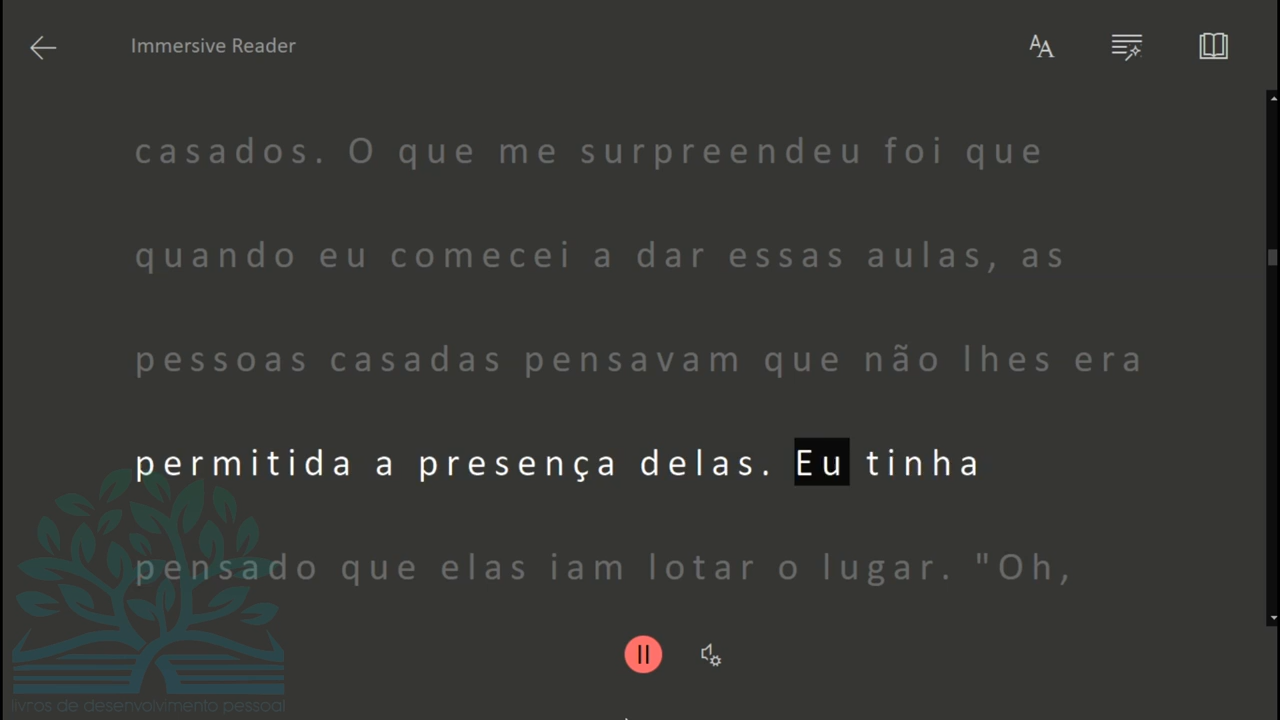 Immersive Reader
casados. O que me surpreendeu foi que
quando eu comecei a dar essas aulas, as
pessoas casadas pensavam que não lhes era
permitida a presença delas. Eu tinha
pensado que elas iam lotar o lugar. "Oh,
livros de desenvolvimento pessoal